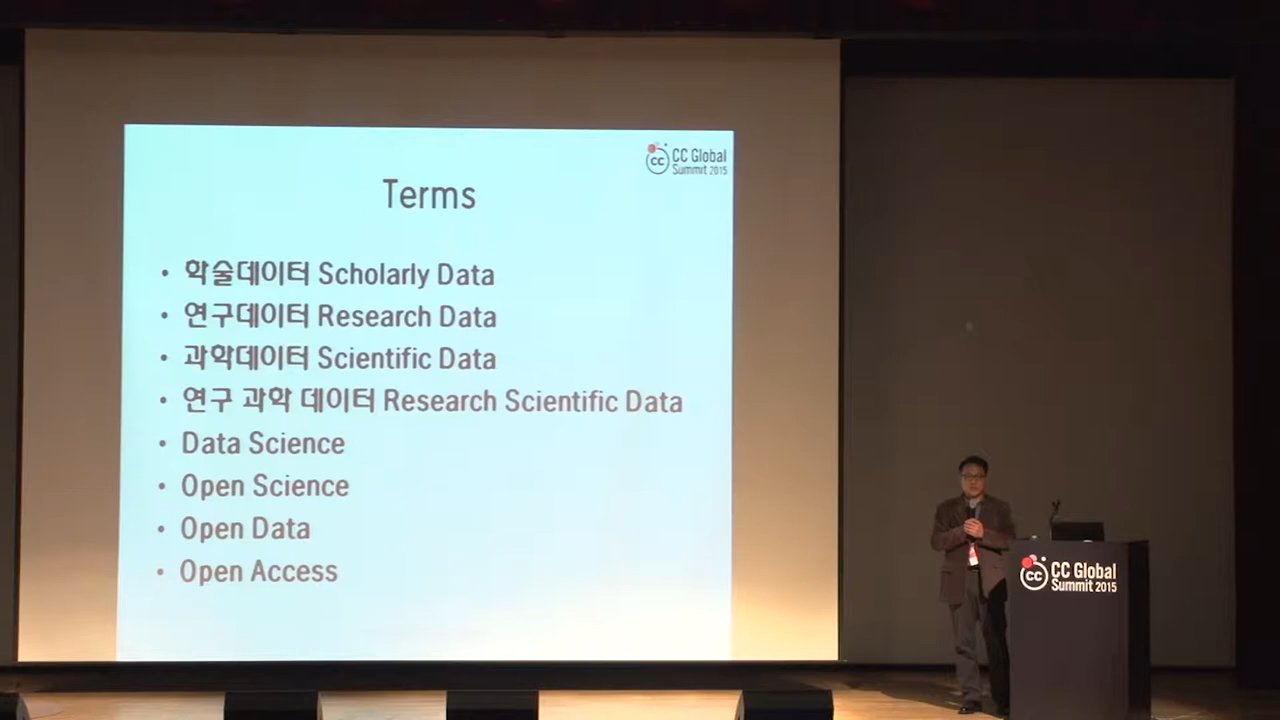 CC Global
Summit 2015
Terms
• 학술데이터 Scholarly Data
• 연구데이터 Research Data
• 과학데이터 Scientific Data
• 연구 과학 데이터 Research Scientific Data
• Data Science
• Open Science
• Open Data
• Open Access
CC Global
Summit 2015